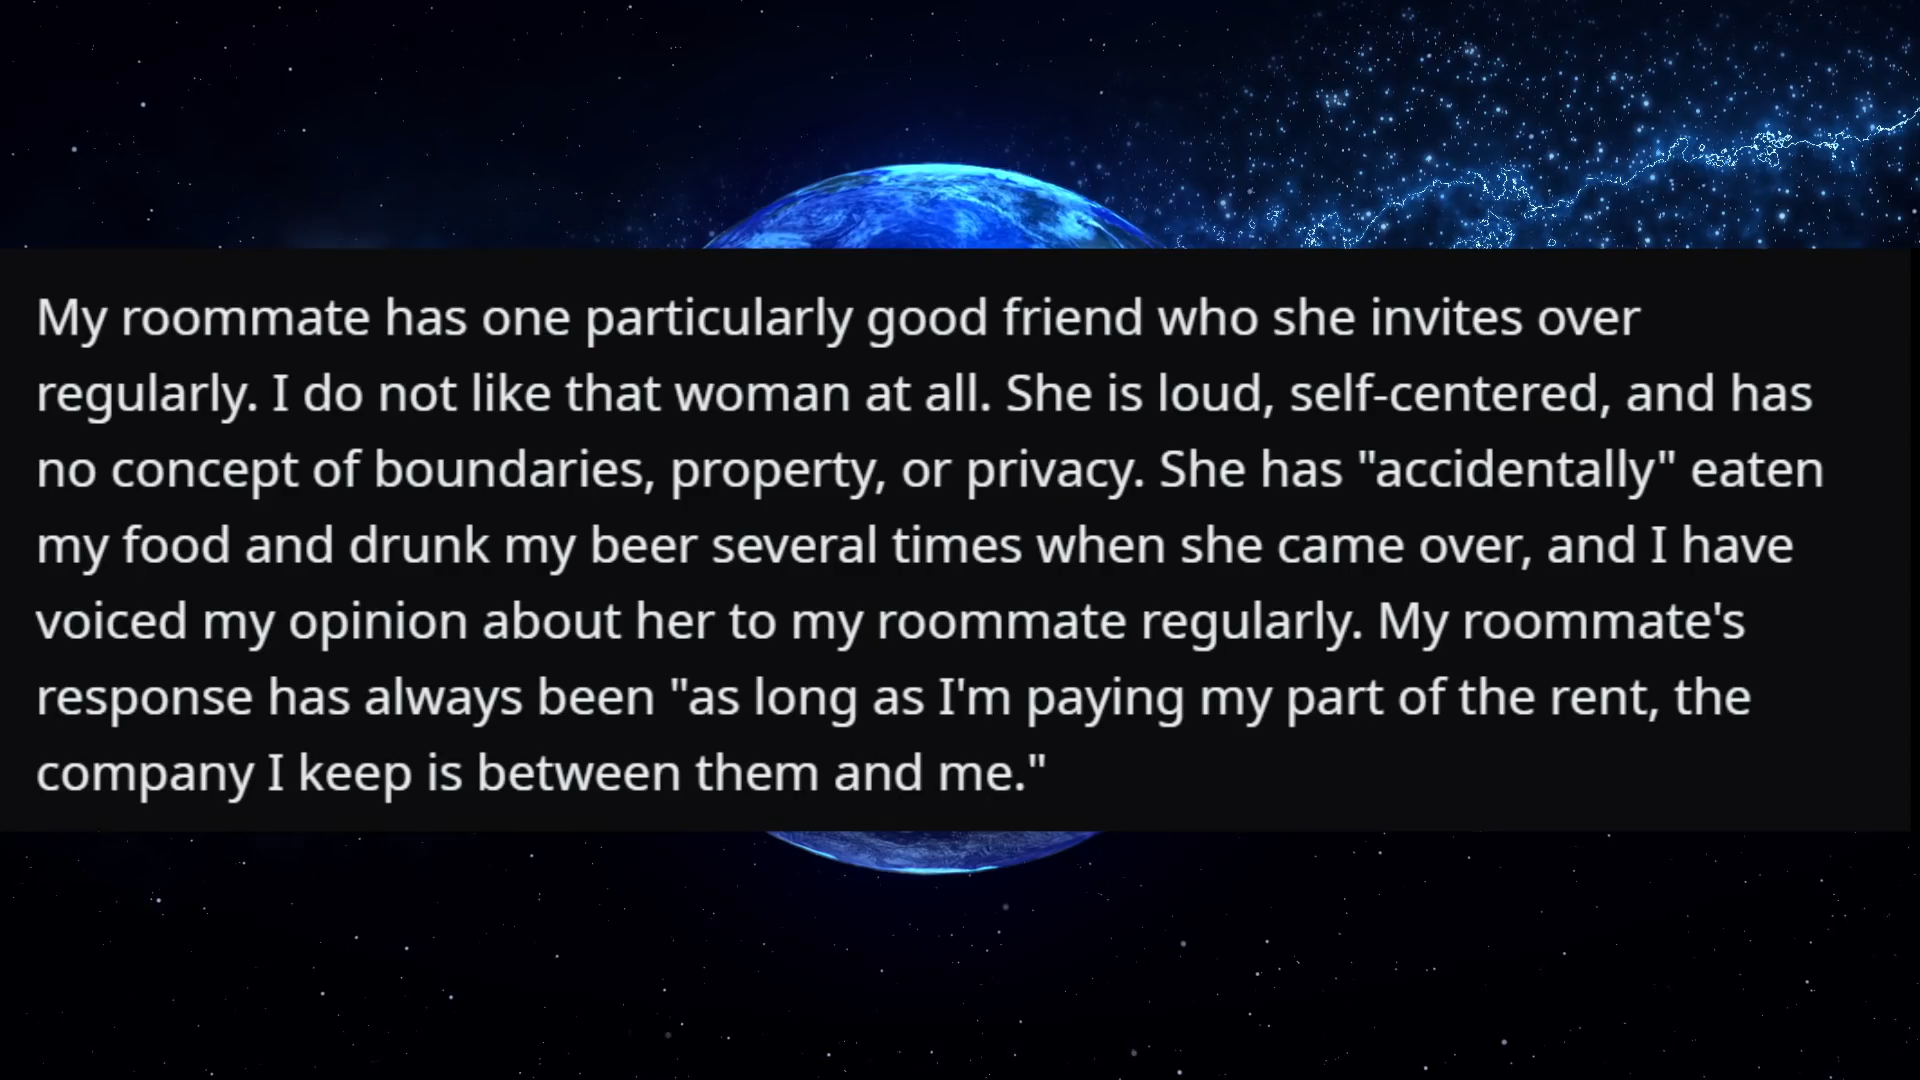 My roommate has one particularly good friend who she invites over
regularly. I do not like that woman at all. She is loud, self-centered, and has
no concept of boundaries, property, or privacy. She has "accidentally" eaten
my food and drunk my beer several times when she came over, and I have
voiced my opinion about her to my roommate regularly. My roommate's
response has always been "as long as I'm paying my part of the rent, the
company I keep is between them and me."